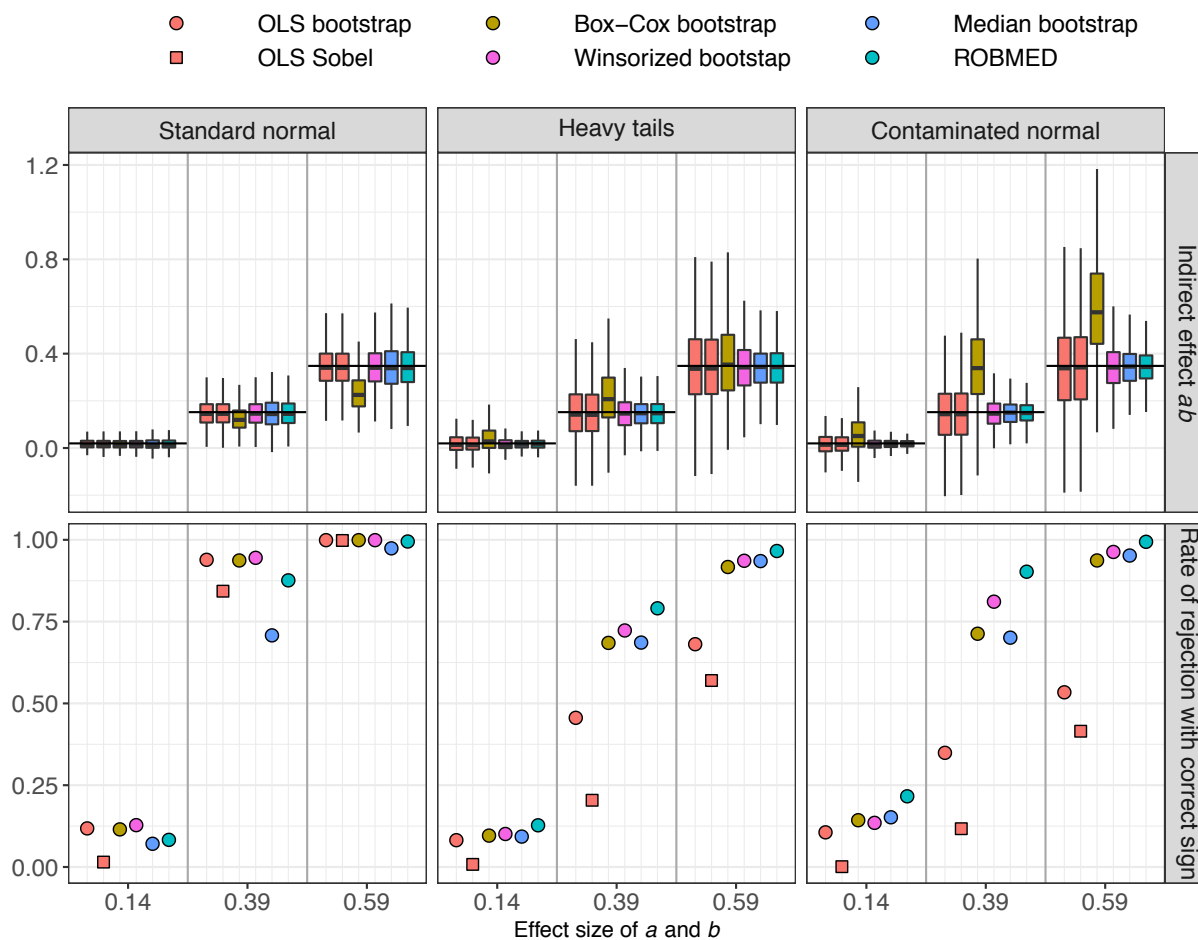 OLS bootstrap
Box−Cox bootstrap
Median bootstrap
OLS Sobel
Winsorized bootstap
ROBMED
Standard normal
Heavy tails
Contaminated normal
1.2
0.8
0.4
0.0
Indirect effect ab
1.00
0.75
0.50
0.25
0.00
Rate of rejection with correct sign
0.14 0.39 0.59
0.14 0.39 0.59
0.14 0.39 0.59
Effect size of a and b